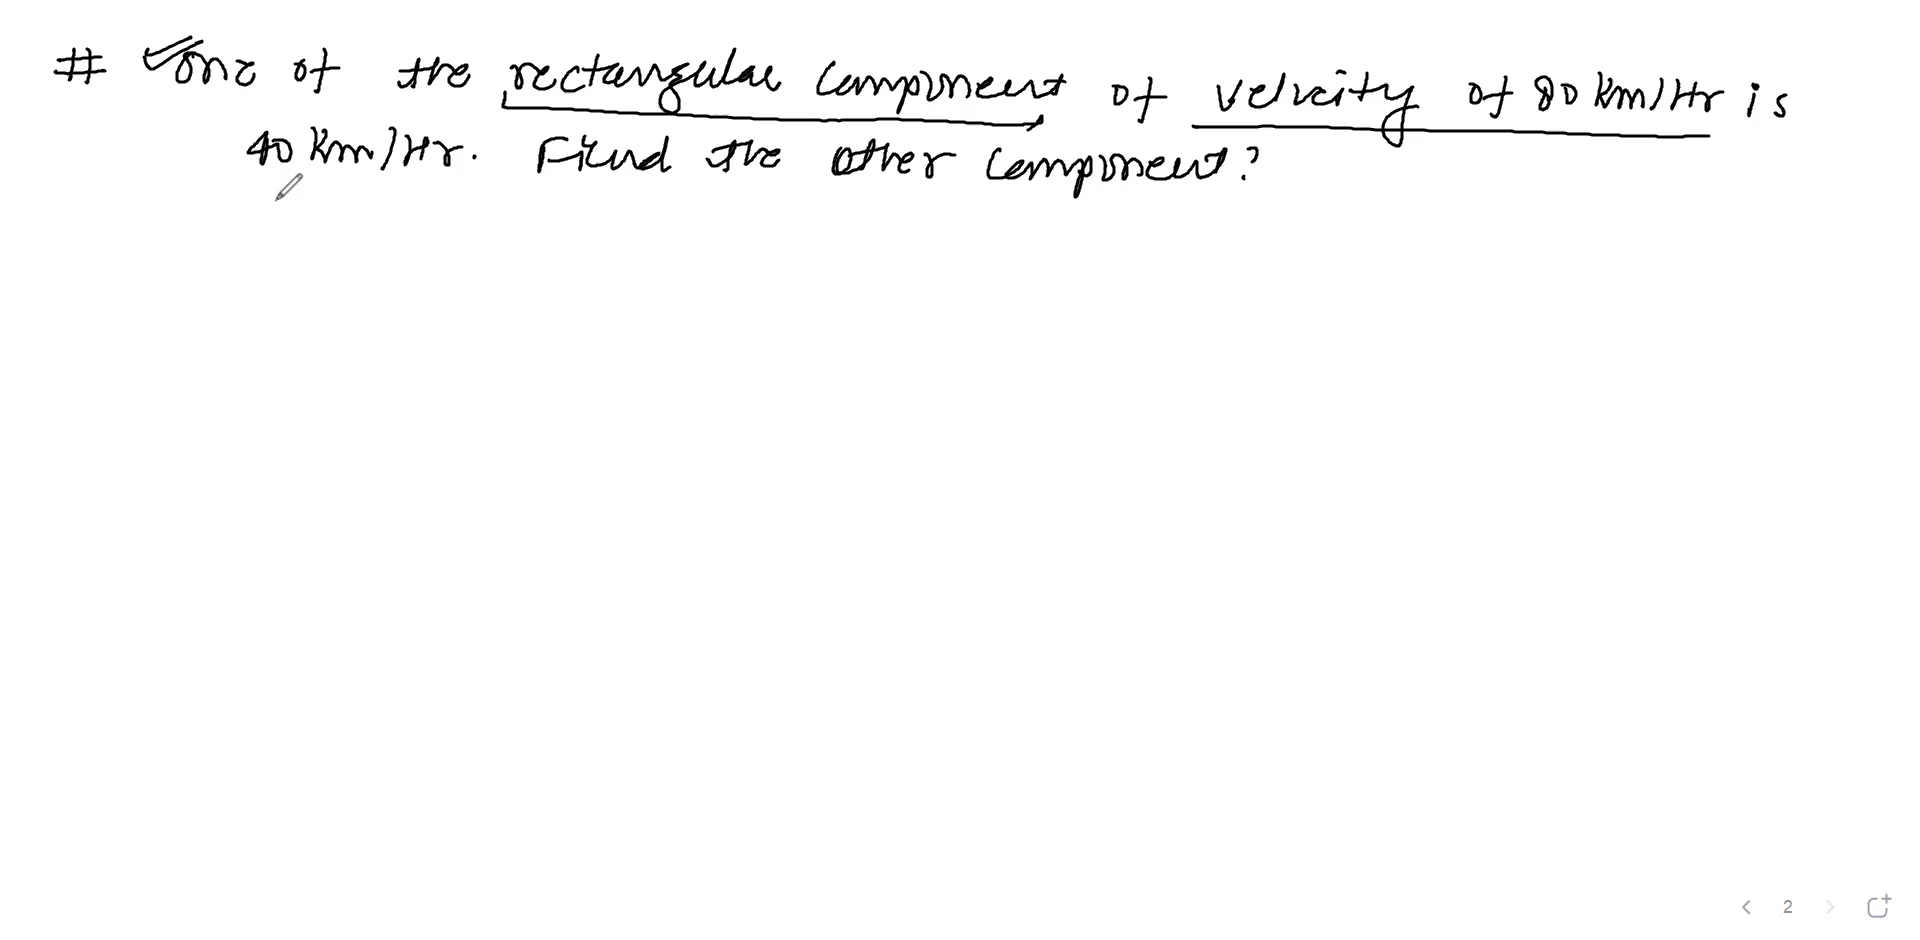 # One of the rectangular component of velocity of 80 km/Hr is
40 km/Hr. Find the other component?
2